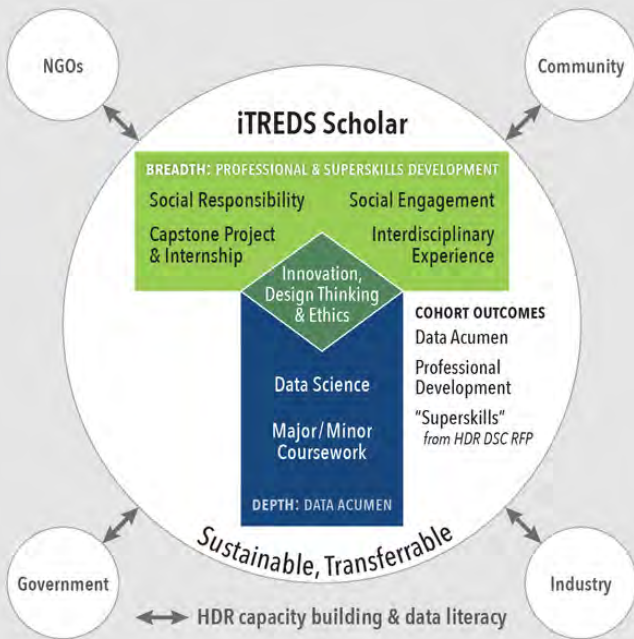 NGOs
Community
iTREDS Scholar
BREADTH: PROFESSIONAL & SUPERSKILLS DEVELOPMENT
Social Responsibility
Social Engagement
Capstone Project
& Internship
Interdisciplinary
Experience
Innovation,
Design Thinking
& Ethics
COHORT OUTCOMES
Data Acumen
Professional
Development
"Superskills"
from HDR DSC RFP
Data Science
Major/Minor
Coursework
DEPTH: DATA ACUMEN
Sustainable, Transferrable
Government
Industry
HDR capacity building & data literacy